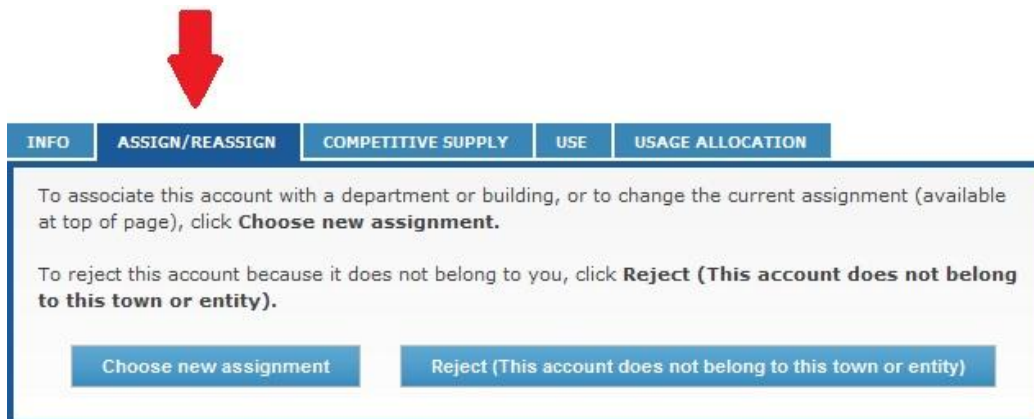 INFO ASSIGN/REASSIGN COMPETITIVE SUPPLY USE USAGE ALLOCATION
To associate this account with a department or building, or to change the current assignment (available
at top of page), click Choose new assignment.
To reject this account because it does not belong to you, click Reject (This account does not belong
to this town or entity).
Choose new assignment Reject (This account does not belong to this town or entity)